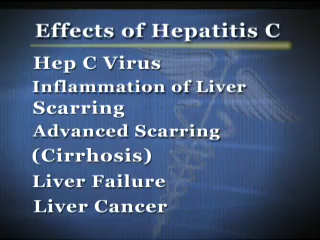 Effects of Hepatitis C
Hep C Virus
Inflammation of Liver
Scarring
Advanced Scarring
(Cirrhosis)
Liver Failure
Liver Cancer